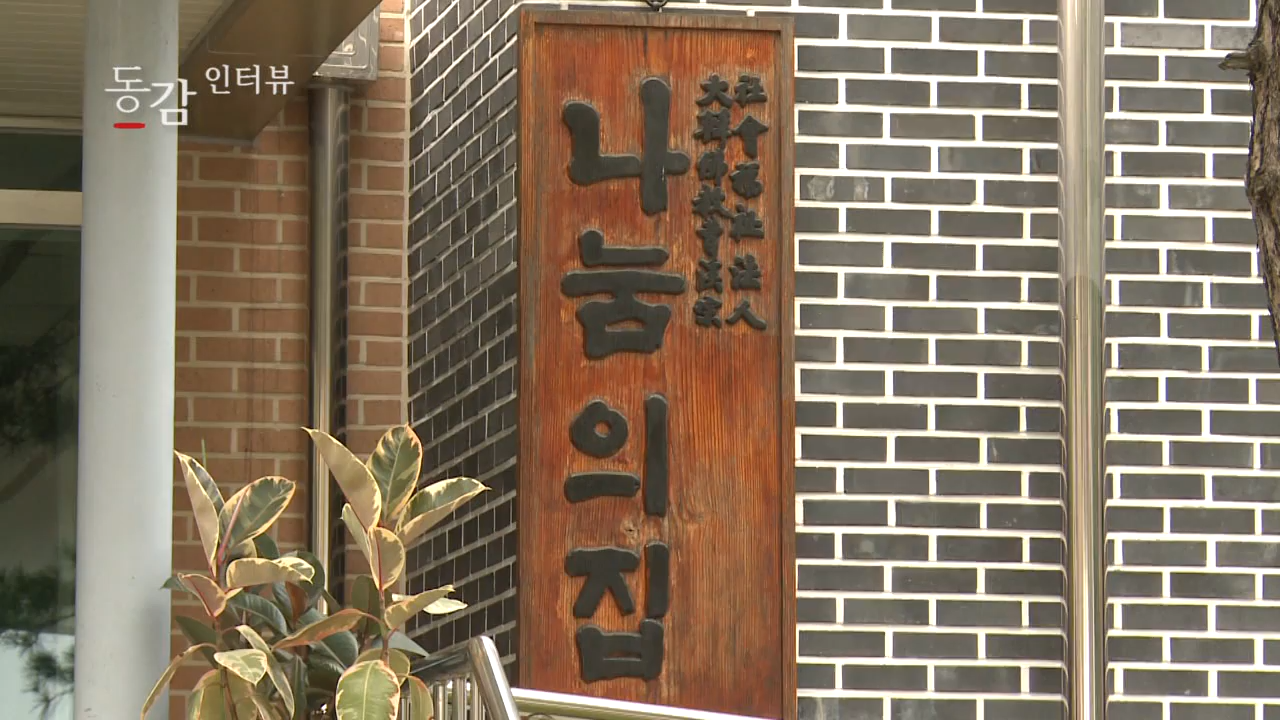 동감 인터뷰
社會福祉法人
大韓佛敎曹溪宗
나눔의집